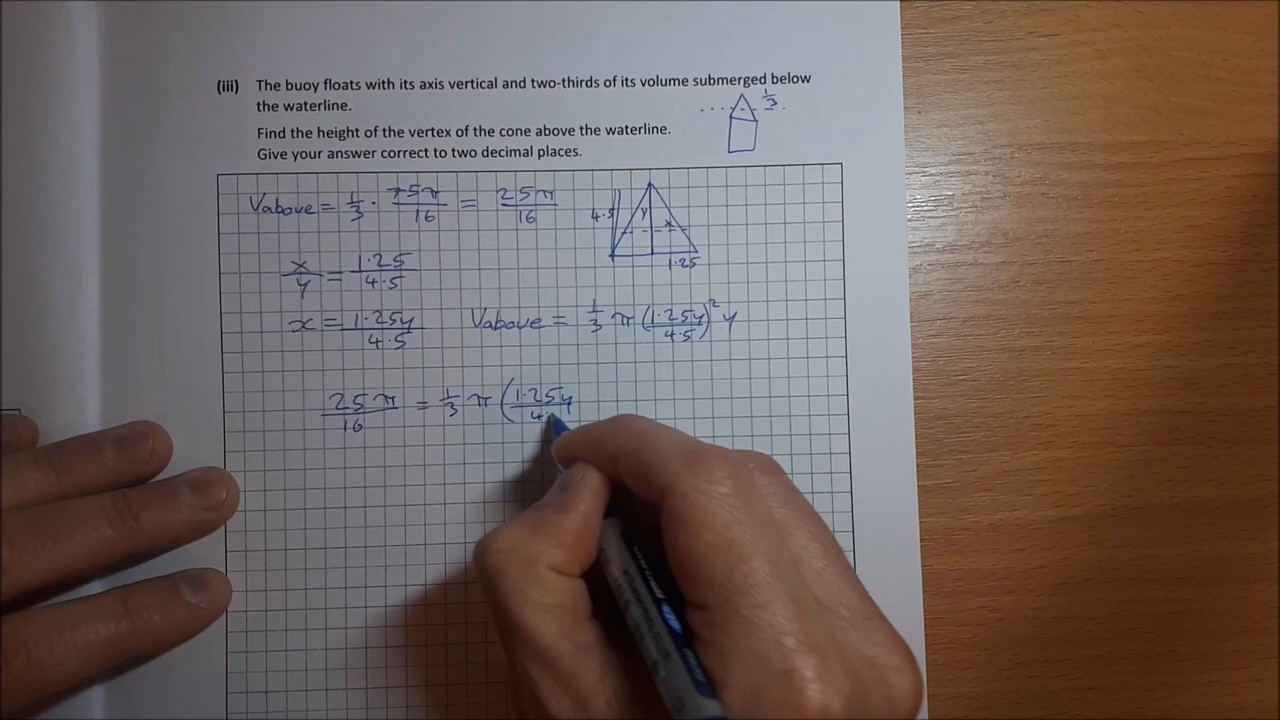 (iii) The buoy floats with its axis vertical and two-thirds of its volume submerged below
the waterline.
1/3
Find the height of the vertex of the cone above the waterline.
Give your answer correct to two decimal places.
Vabove = 1/3 · 75π/16 = 25π/16
4.5 y x
1.25
x/y = 1.25/4.5
x = 1.25y/4.5 Vabove = 1/3 π (1.25y/4.5)² y
25π/16 = 1/3 π (1.25y/4.